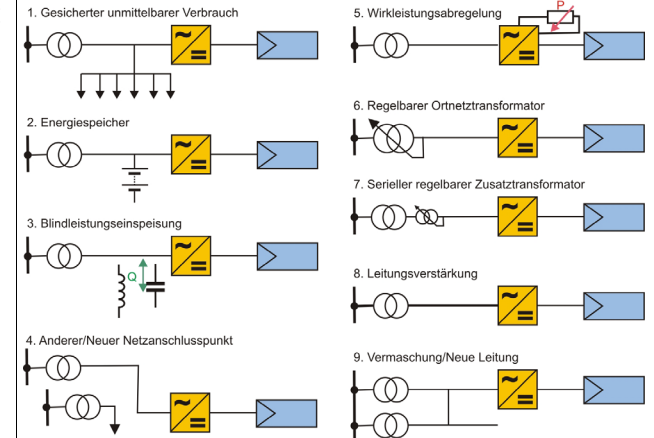 1. Gesicherter unmittelbarer Verbrauch
2. Energiespeicher
3. Blindleistungseinspeisung
Q
4. Anderer/Neuer Netzanschlusspunkt
5. Wirkleistungsabregelung
P
6. Regelbarer Ortnetztransformator
7. Serieller regelbarer Zusatztransformator
8. Leitungsverstärkung
9. Vermaschung/Neue Leitung